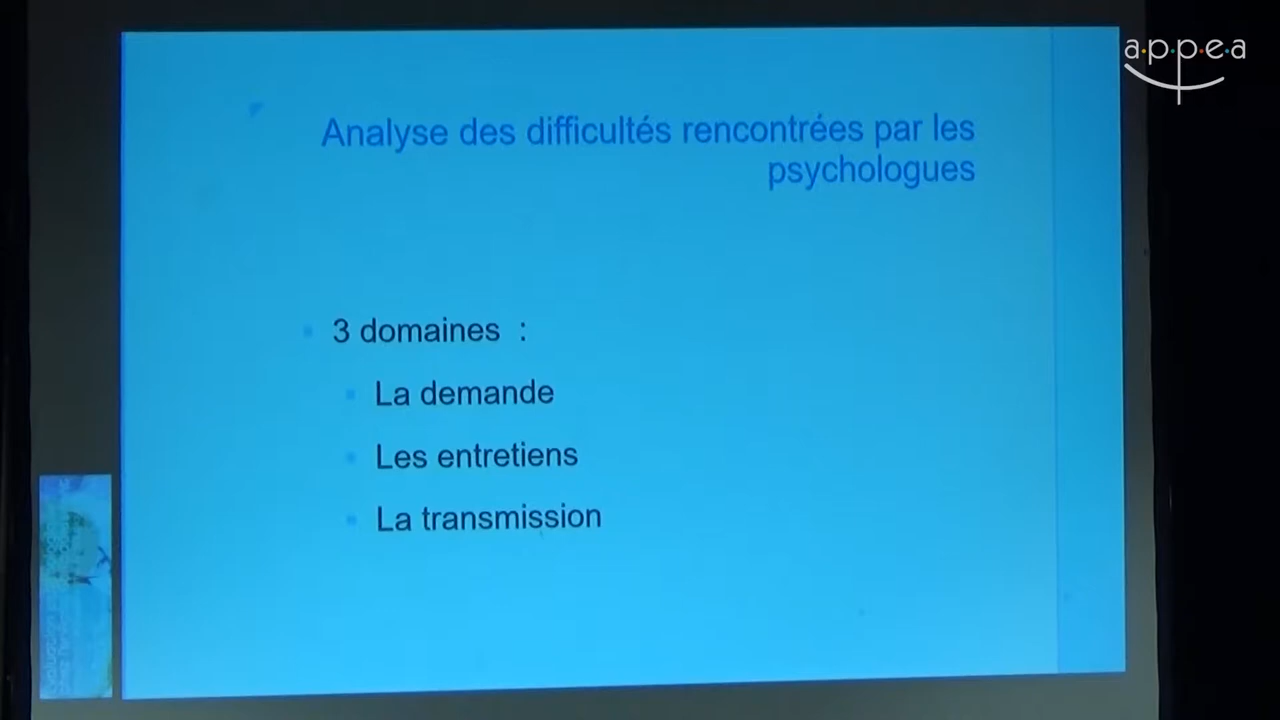 a·p·p·e·a
Analyse des difficultés rencontrées par les
psychologues
3 domaines :
La demande
Les entretiens
La transmission